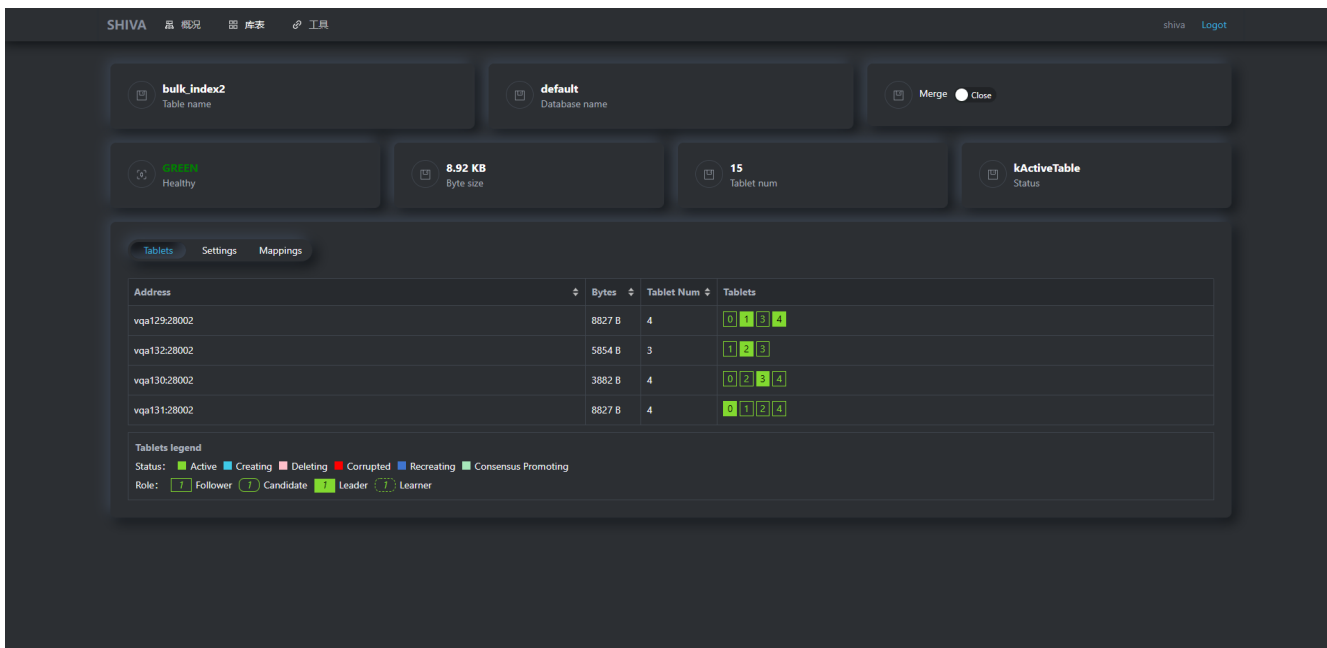 SHIVA 概况 库表 工具 shiva Logot
bulk_index2 default Merge Close
Table name Database name
GREEN 8.92 KB 15 kActiveTable
Healthy Byte size Tablet num Status
Tablets Settings Mappings
Address Bytes Tablet Num Tablets
vqa129:28002 8827 B 4 0 1 3 4
vqa132:28002 5854 B 3 1 2 3
vqa130:28002 3882 B 4 0 2 3 4
vqa131:28002 8827 B 4 0 1 2 4
Tablets legend
Status: Active Creating Deleting Corrupted Recreating Consensus Promoting
Role: 1 Follower 1 Candidate 1 Leader 1 Learner